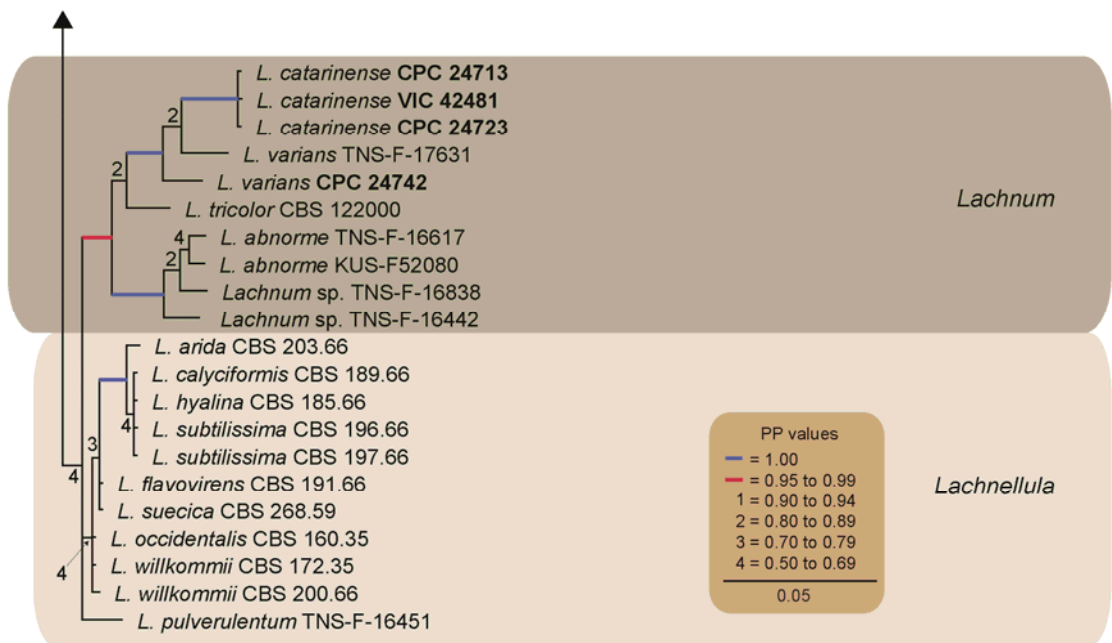 L. catarinense CPC 24713
L. catarinense VIC 42481
2
L. catarinense CPC 24723
L. varians TNS-F-17631
2
L. varians CPC 24742
Lachnum
L. tricolor CBS 122000
4
L. abnorme TNS-F-16617
2
L. abnorme KUS-F52080
Lachnum sp. TNS-F-16838
Lachnum sp. TNS-F-16442
L. arida CBS 203.66
L. calyciformis CBS 189.66
L. hyalina CBS 185.66
4
L. subtilissima CBS 196.66
3
L. subtilissima CBS 197.66
4
L. flavovirens CBS 191.66
L. suecica CBS 268.59
L. occidentalis CBS 160.35
4
L. willkommii CBS 172.35
L. willkommii CBS 200.66
L. pulverulentum TNS-F-16451
PP values
= 1.00
= 0.95 to 0.99
1 = 0.90 to 0.94
2 = 0.80 to 0.89
3 = 0.70 to 0.79
4 = 0.50 to 0.69
0.05
Lachnellula